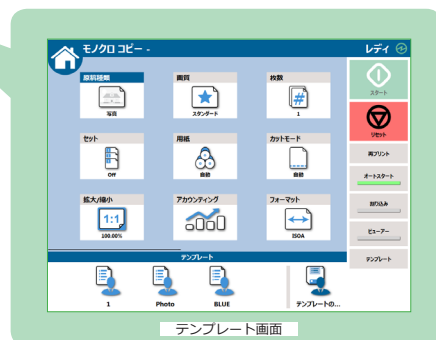 モノクロ コピー -
レディ
原稿種類
画質
枚数
スタート
写真
スタンダード
1
リセット
セット
用紙
カットモード
再プリント
Off
自動
自動
オートスタート
拡大/縮小
アカウンティング
フォーマット
割り込み
1:1
100.00%
ISOA
ビューアー
テンプレート
テンプレート
1
Photo
BLUE
テンプレートの...
テンプレート画面